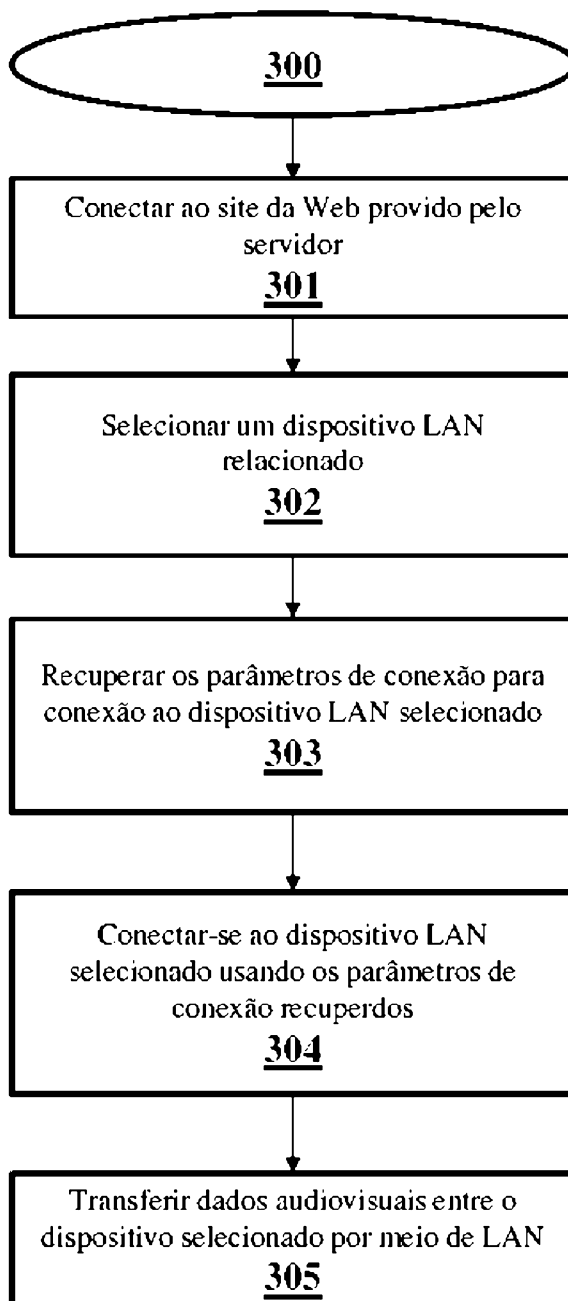 300
Conectar ao site da Web provido pelo
servidor
301
Selecionar um dispositivo LAN
relacionado
302
Recuperar os parâmetros de conexão para
conexão ao dispositivo LAN selecionado
303
Conectar-se ao dispositivo LAN
selecionado usando os parâmetros de
conexão recuperdos
304
Transferir dados audiovisuais entre o
dispositivo selecionado por meio de LAN
305